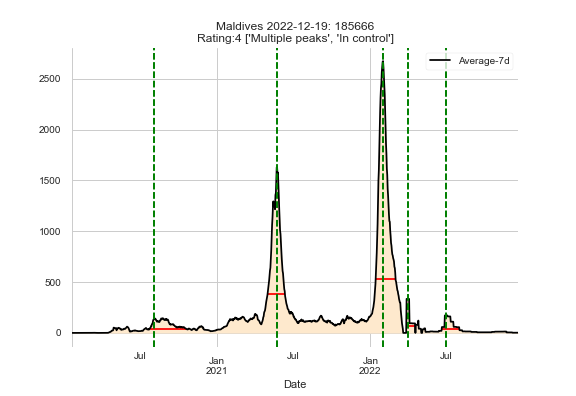 Maldives 2022-12-19: 185666
Rating:4 ['Multiple peaks', 'In control']
Average-7d
2500
2000
1500
1000
500
0
Jul
Jan
2021
Jul
Jan
2022
Jul
Date